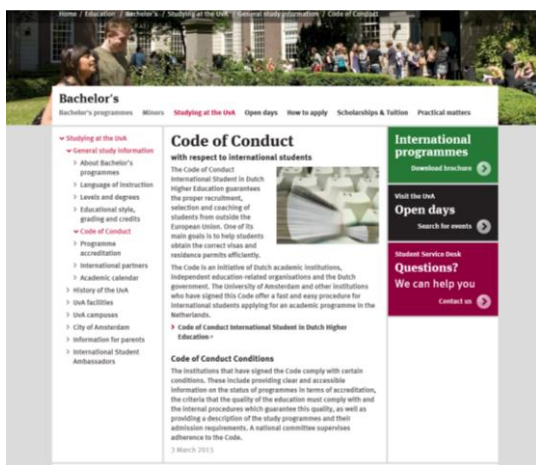 Home / Education / Bachelor's / Studying at the UvA / General study information / Code of Conduct
Bachelor's
Bachelor's programmes Minors Studying at the UvA Open days How to apply Scholarships & Tuition Practical matters
Studying at the UvA
General study information
About Bachelor's
programmes
Language of instruction
Levels and degrees
Educational style,
grading and credits
Code of Conduct
Programme
accreditation
International partners
Academic calendar
History of the UvA
UvA facilities
UvA campuses
City of Amsterdam
Information for parents
International Student
Ambassadors
Code of Conduct
with respect to international students
The Code of Conduct
International Student in Dutch
Higher Education guarantees
the proper recruitment,
selection and coaching of
students from outside the
European Union. One of its
main goals is to help students
obtain the correct visas and
residence permits efficiently.
The Code is an initiative of Dutch academic institutions,
independent education-related organisations and the Dutch
government. The University of Amsterdam and other institutions
who have signed this Code offer a fast and easy procedure for
international students applying for an academic programme in the
Netherlands.
Code of Conduct International Student in Dutch Higher
Education
Code of Conduct Conditions
The institutions that have signed the Code comply with certain
conditions. These include providing clear and accessible
information on the status of programmes in terms of accreditation,
the criteria that the quality of the education must comply with and
the internal procedures which guarantee this quality, as well as
providing a description of the study programmes and their
admission requirements. A national committee supervises
adherence to the Code.
3 March 2015
International
programmes
Download brochure
Visit the UvA
Open days
Search for events
Student Service Desk
Questions?
We can help you
Contact us